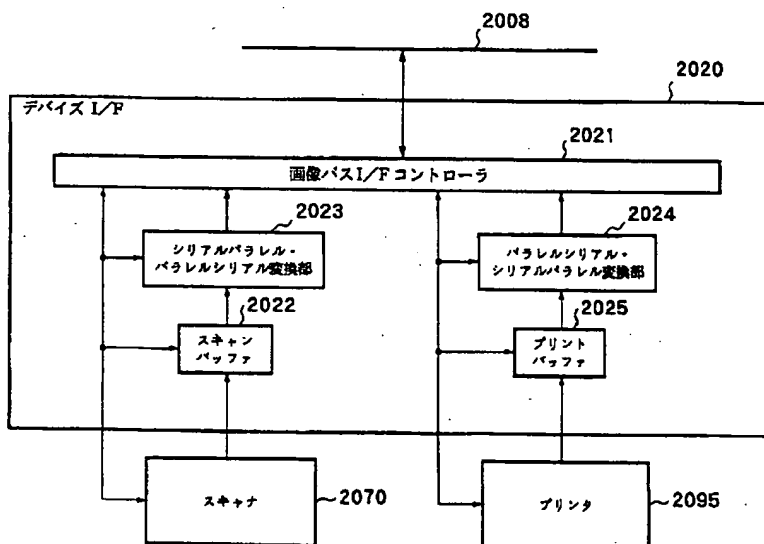 2008
2020
デバイズ I/F
2021
画像バス I/F コントローラ
2023
シリアルパラレル・
パラレルシリアル変換部
2024
パラレルシリアル・
シリアルパラレル変換部
2022
スキャン
バッファ
2025
プリント
バッファ
スキャナ
2070
プリンタ
2095